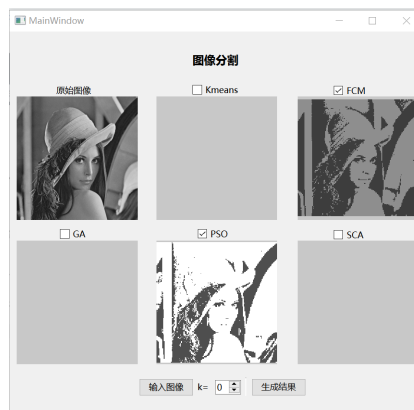 MainWindow
图像分割
原始图像
Kmeans
FCM
GA
PSO
SCA
输入图像 k= 0 生成结果